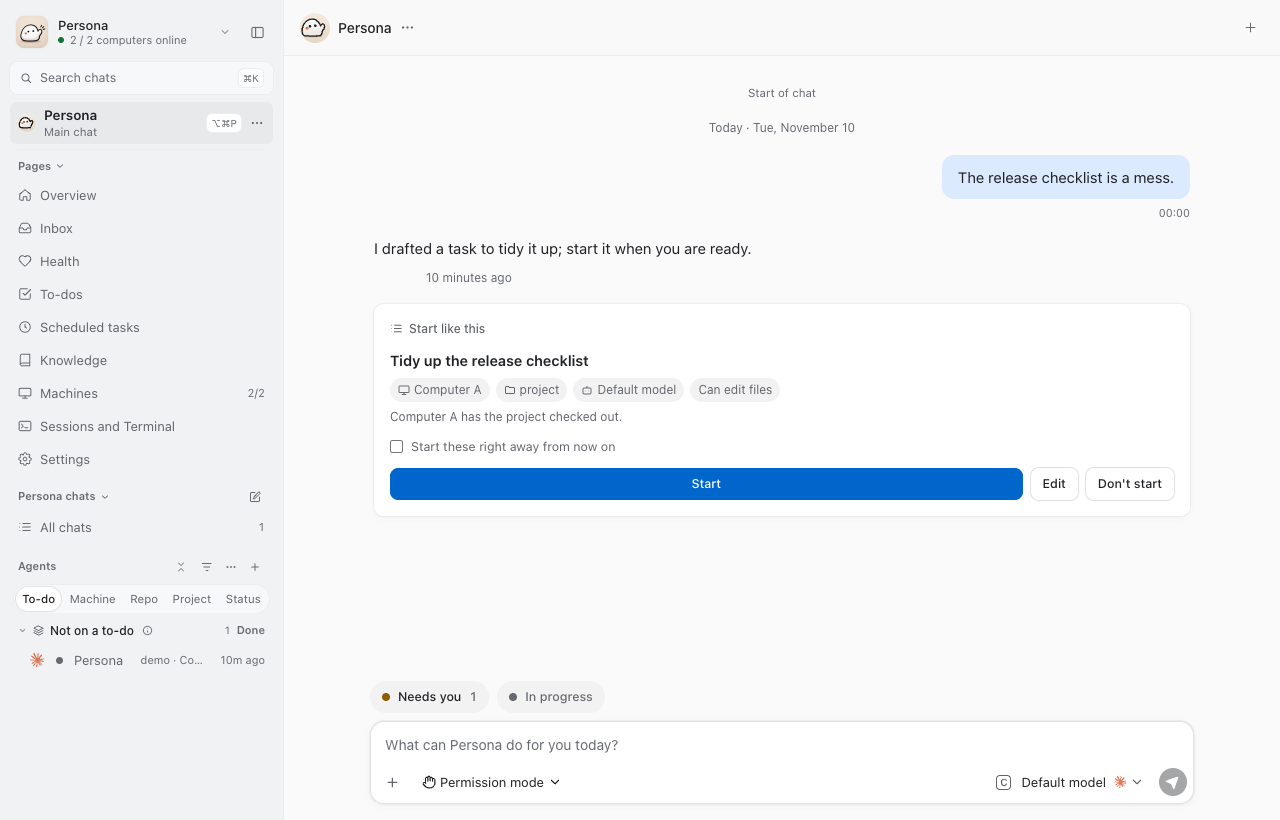 Persona
2 / 2 computers online
Search chats
⌘K
Persona
Main chat
⌥⌘P
Pages
Overview
Inbox
Health
To-dos
Scheduled tasks
Knowledge
Machines
2/2
Sessions and Terminal
Settings
Persona chats
All chats
1
Agents
To-do
Machine
Repo
Project
Status
Not on a to-do
1 Done
Persona
demo · Co...
10m ago
Persona
Start of chat
Today · Tue, November 10
The release checklist is a mess.
00:00
I drafted a task to tidy it up; start it when you are ready.
10 minutes ago
Start like this
Tidy up the release checklist
Computer A
project
Default model
Can edit files
Computer A has the project checked out.
Start these right away from now on
Start
Edit
Don't start
Needs you 1
In progress
What can Persona do for you today?
Permission mode
C
Default model